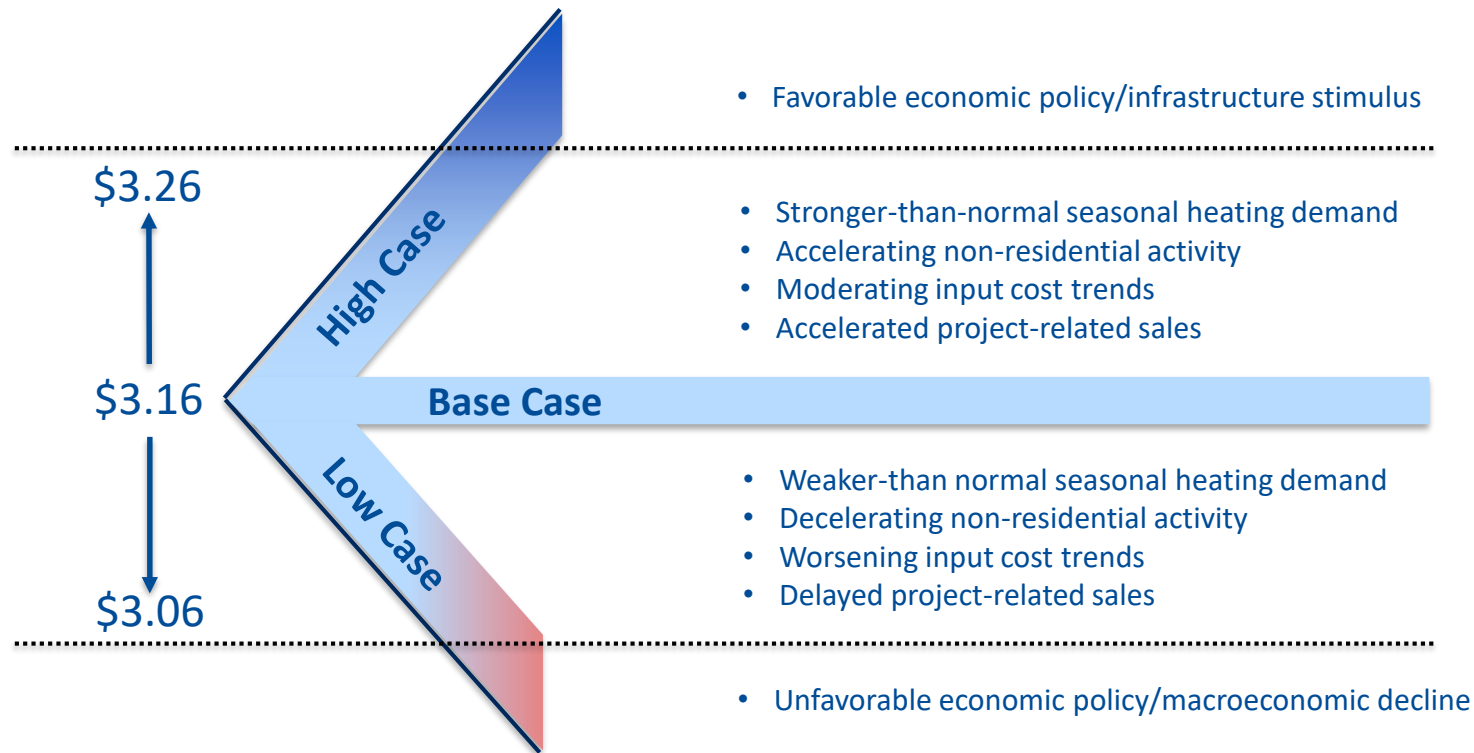 • Favorable economic policy/infrastructure stimulus
$3.26
• Stronger-than-normal seasonal heating demand
• Accelerating non-residential activity
• Moderating input cost trends
• Accelerated project-related sales
High Case
$3.16
Base Case
Low Case
• Weaker-than normal seasonal heating demand
• Decelerating non-residential activity
• Worsening input cost trends
• Delayed project-related sales
$3.06
• Unfavorable economic policy/macroeconomic decline